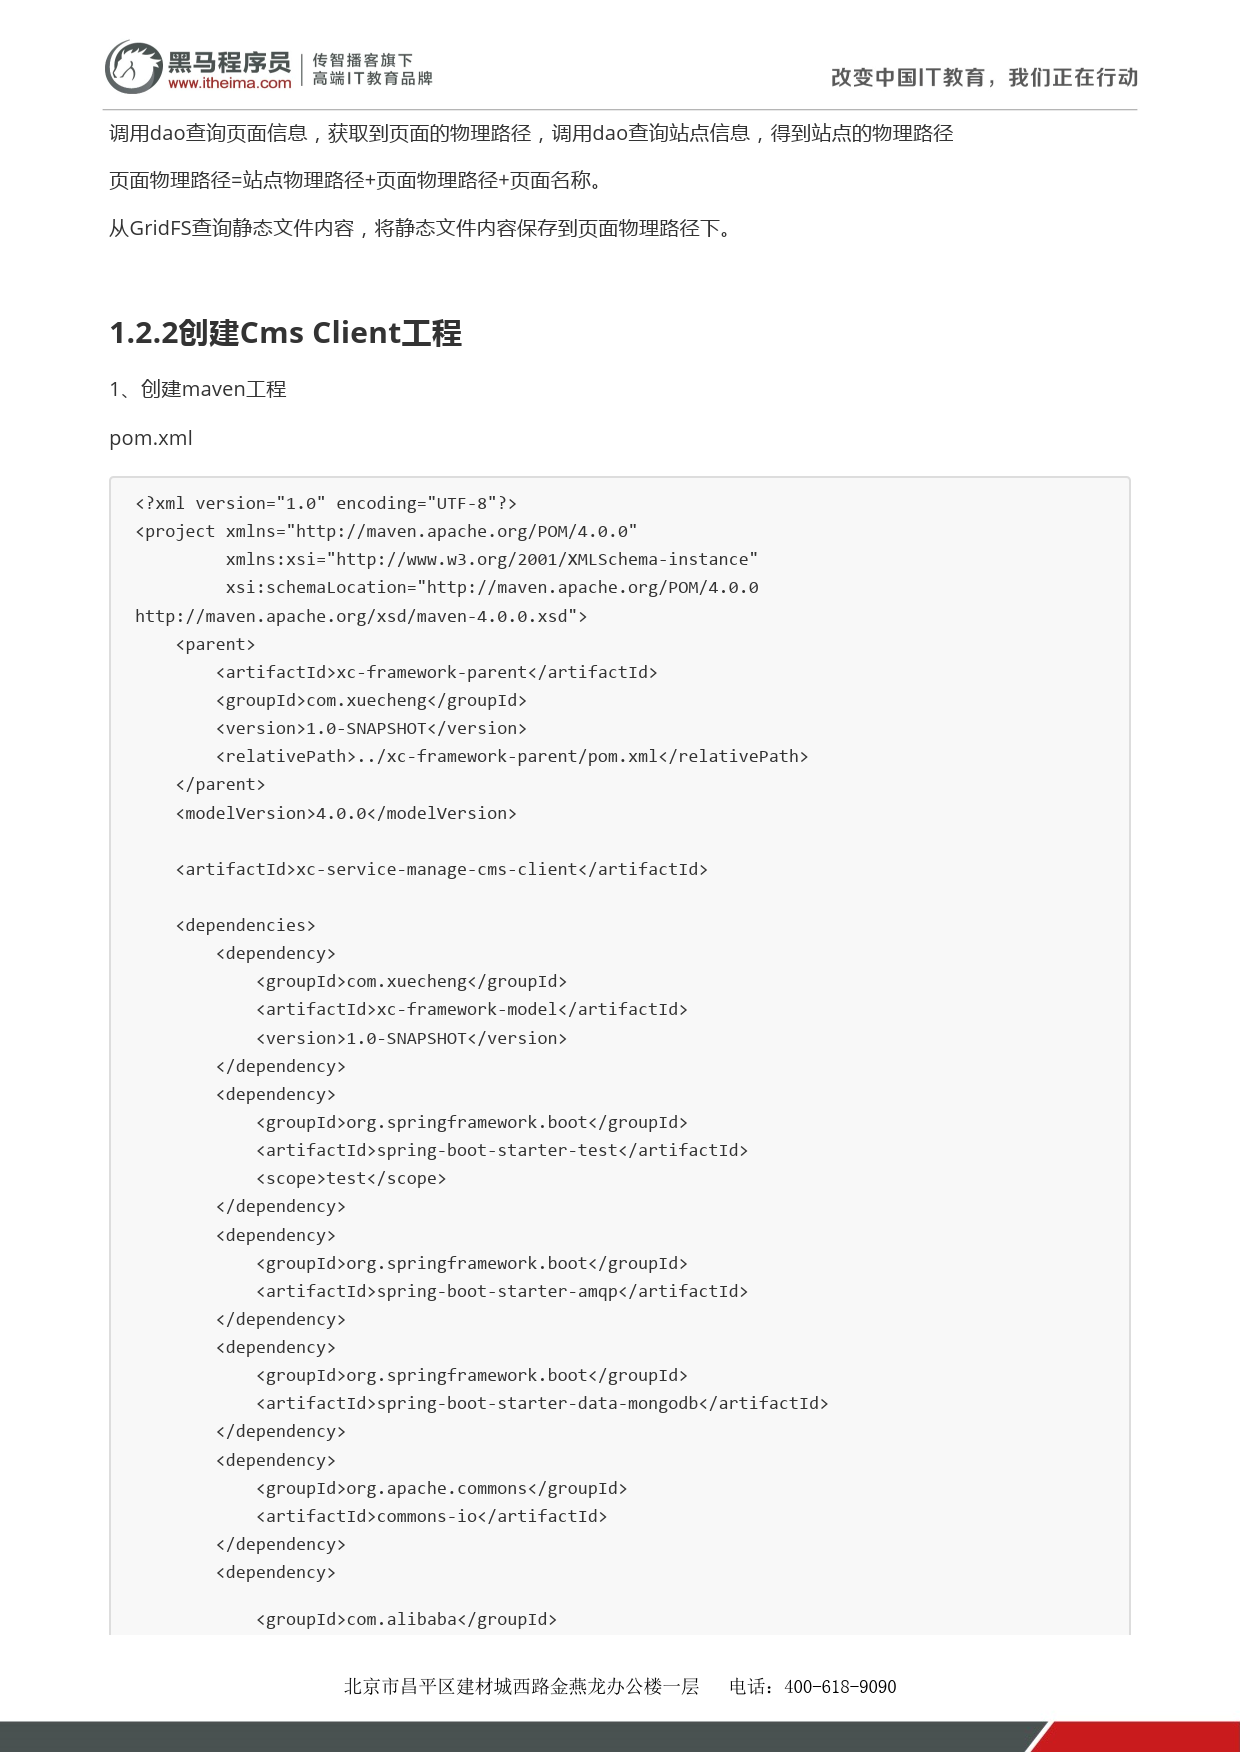 黑马程序员
www.itheima.com
传智播客旗下
高端IT教育品牌
改变中国IT教育，我们正在行动
调用dao查询页面信息，获取到页面的物理路径，调用dao查询站点信息，得到站点的物理路径
页面物理路径=站点物理路径+页面物理路径+页面名称。
从GridFS查询静态文件内容，将静态文件内容保存到页面物理路径下。
1.2.2创建Cms Client工程
1、创建maven工程
pom.xml
<?xml version="1.0" encoding="UTF-8"?>
<project xmlns="http://maven.apache.org/POM/4.0.0"
         xmlns:xsi="http://www.w3.org/2001/XMLSchema-instance"
         xsi:schemaLocation="http://maven.apache.org/POM/4.0.0
http://maven.apache.org/xsd/maven-4.0.0.xsd">
    <parent>
        <artifactId>xc-framework-parent</artifactId>
        <groupId>com.xuecheng</groupId>
        <version>1.0-SNAPSHOT</version>
        <relativePath>../xc-framework-parent/pom.xml</relativePath>
    </parent>
    <modelVersion>4.0.0</modelVersion>
    <artifactId>xc-service-manage-cms-client</artifactId>
    <dependencies>
        <dependency>
            <groupId>com.xuecheng</groupId>
            <artifactId>xc-framework-model</artifactId>
            <version>1.0-SNAPSHOT</version>
        </dependency>
        <dependency>
            <groupId>org.springframework.boot</groupId>
            <artifactId>spring-boot-starter-test</artifactId>
            <scope>test</scope>
        </dependency>
        <dependency>
            <groupId>org.springframework.boot</groupId>
            <artifactId>spring-boot-starter-amqp</artifactId>
        </dependency>
        <dependency>
            <groupId>org.springframework.boot</groupId>
            <artifactId>spring-boot-starter-data-mongodb</artifactId>
        </dependency>
        <dependency>
            <groupId>org.apache.commons</groupId>
            <artifactId>commons-io</artifactId>
        </dependency>
        <dependency>
            <groupId>com.alibaba</groupId>
北京市昌平区建材城西路金燕龙办公楼一层 电话：400-618-9090